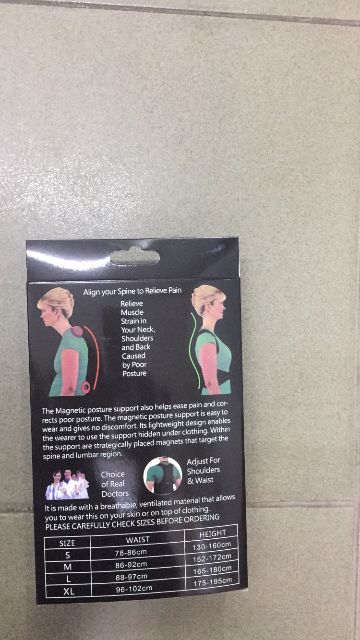 Align your Spine to Relieve Pain
Relieve
Muscle
Strain in
Your Neck,
Shoulders
and Back
Caused
by Poor
Posture
The Magnetic posture support also helps ease pain and cor-
rects poor posture. The magnetic posture support is easy to
wear and gives no discomfort. Its lightweight design enables
the wearer to use the support hidden under clothing. Within
the support are strategically placed magnets that target the
spine and lumbar region.
Choice
of Real
Doctors
Adjust For
Shoulders
& Waist
It is made with a breathable, ventilated material that allows
you to wear this on your skin or on top of clothing.
PLEASE CAREFULLY CHECK SIZES BEFORE ORDERING
SIZE WAIST HEIGHT
S 78-86cm 130-160cm
M 86-92cm 152-172cm
L 88-97cm 165-180cm
XL 96-102cm 175-195cm